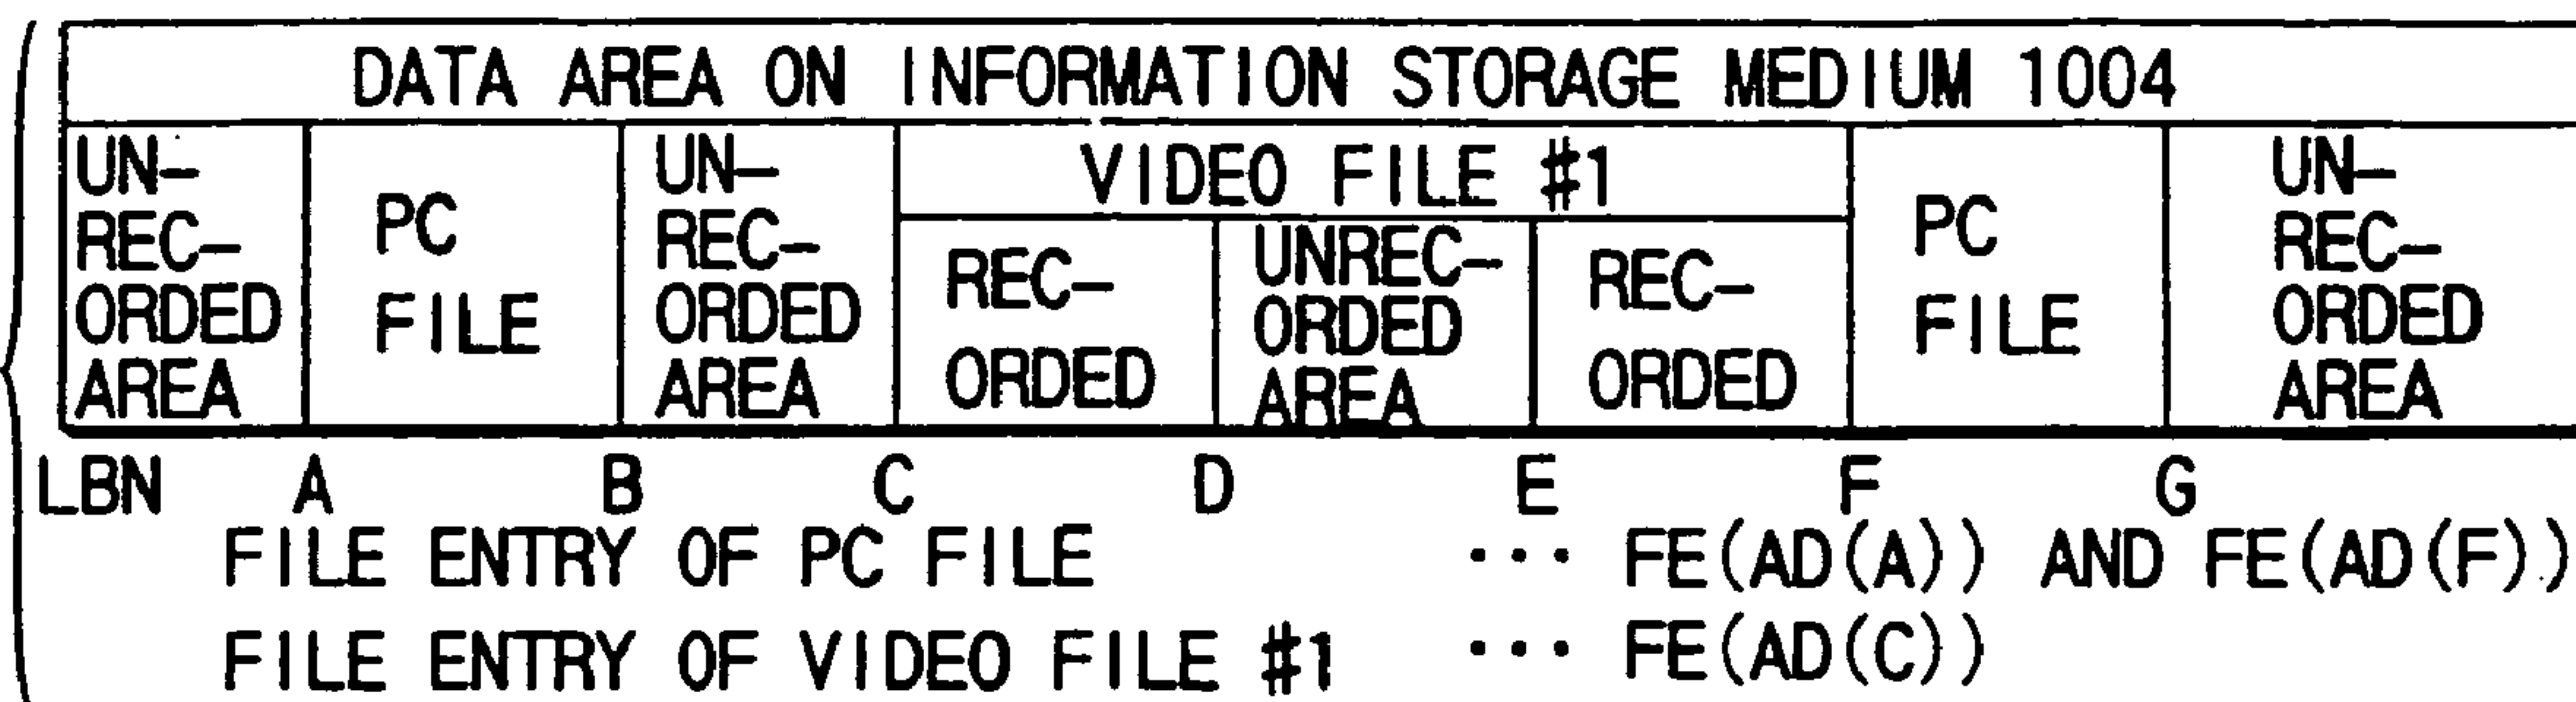 DATA AREA ON INFORMATION STORAGE MEDIUM 1004
UN-
REC-
ORDED
AREA
PC
FILE
UN-
REC-
ORDED
AREA
VIDEO FILE #1
REC-
ORDED
UNREC-
ORDED
AREA
REC-
ORDED
PC
FILE
UN-
REC-
ORDED
AREA
LBN A B C D E F G
FILE ENTRY OF PC FILE ... FE(AD(A)) AND FE(AD(F))
FILE ENTRY OF VIDEO FILE #1 ... FE(AD(C))